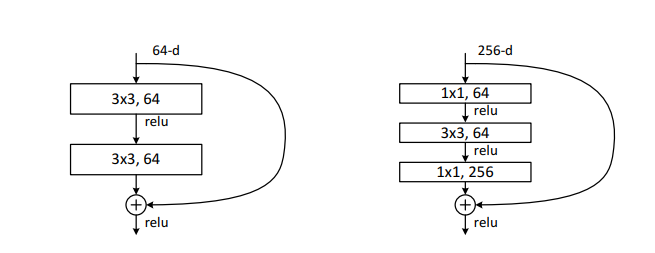 64-d
3x3, 64
relu
3x3, 64
+
relu
256-d
1x1, 64
relu
3x3, 64
relu
1x1, 256
+
relu